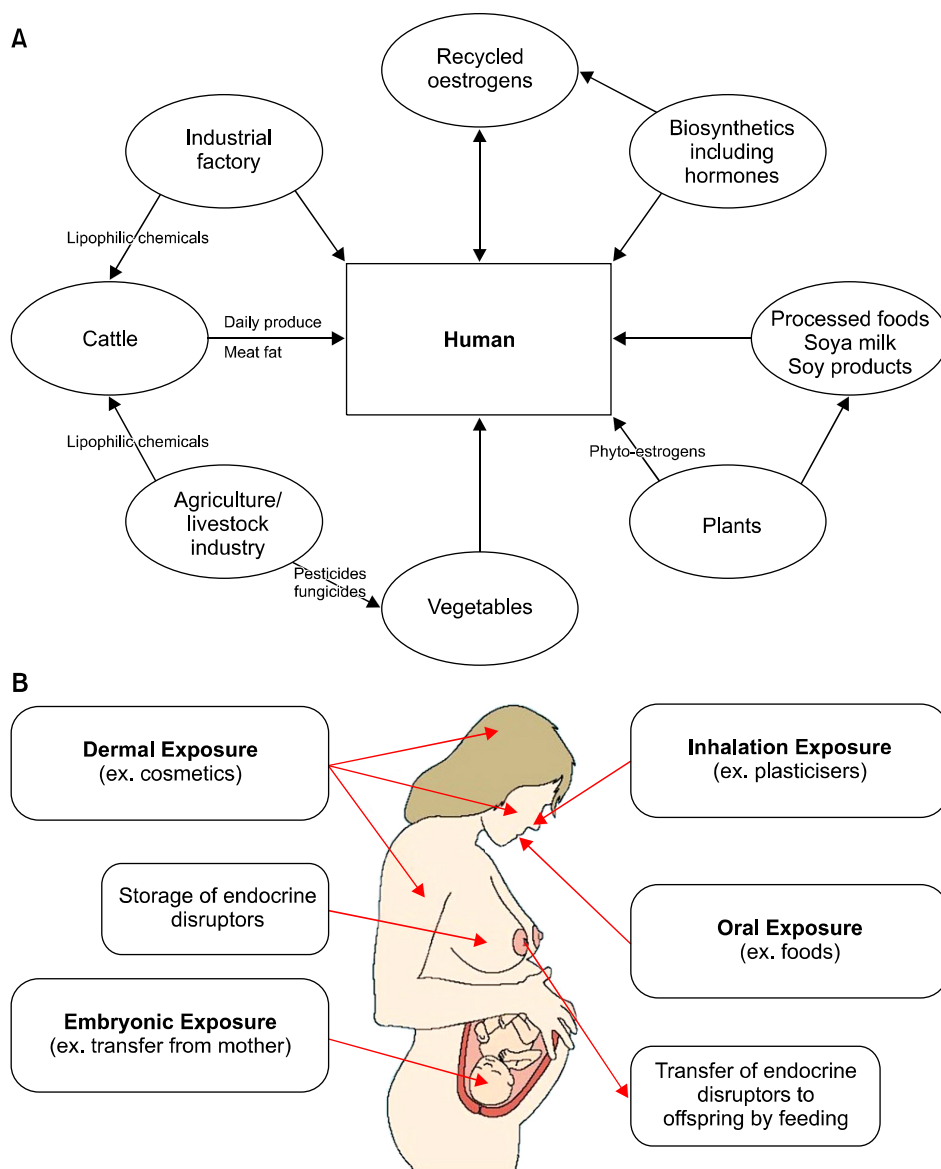 A
Recycled
oestrogens
Industrial
factory
Biosynthetics
including
hormones
Lipophilic chemicals
Cattle
Daily produce
Meat fat
Human
Processed foods
Soya milk
Soy products
Lipophilic chemicals
Phyto-estrogens
Agriculture/
livestock
industry
Plants
Pesticides
fungicides
Vegetables
B
Dermal Exposure
(ex. cosmetics)
Inhalation Exposure
(ex. plasticisers)
Storage of endocrine
disruptors
Oral Exposure
(ex. foods)
Embryonic Exposure
(ex. transfer from mother)
Transfer of endocrine
disruptors to
offspring by feeding